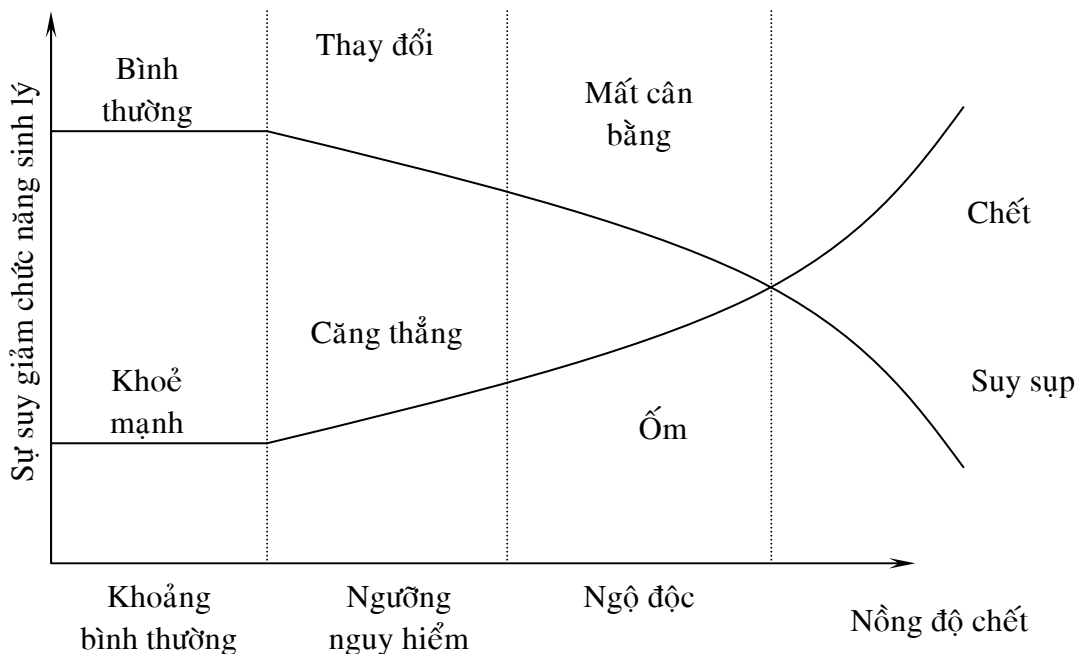 Sự suy giảm chức năng sinh lý
Bình
thường
Thay đổi
Mất cân
bằng
Chết
Căng thẳng
Khoẻ
mạnh
Ốm
Suy sụp
Khoảng
bình thường
Ngưỡng
nguy hiểm
Ngộ độc
Nồng độ chết